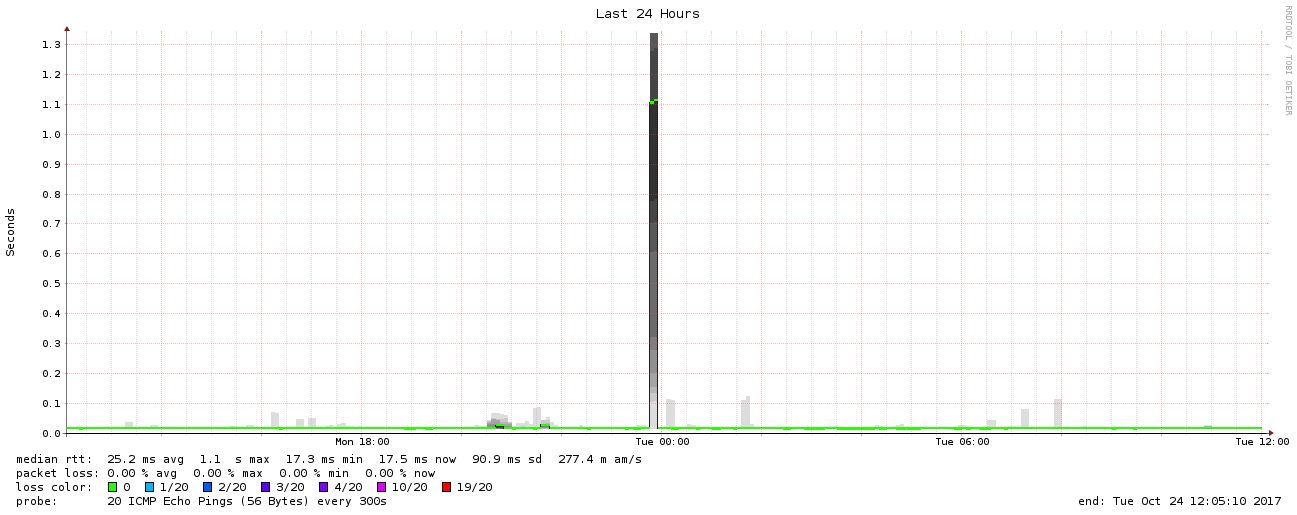 Last 24 Hours
RRDTOOL / TOBI OETIKER
Seconds
1.3
1.2
1.1
1.0
0.9
0.8
0.7
0.6
0.5
0.4
0.3
0.2
0.1
0.0
Mon 18:00 Tue 00:00 Tue 06:00 Tue 12:00
median rtt: 25.2 ms avg 1.1 s max 17.3 ms min 17.5 ms now 90.9 ms sd 277.4 m am/s
packet loss: 0.00 % avg 0.00 % max 0.00 % min 0.00 % now
loss color: 0 1/20 2/20 3/20 4/20 10/20 19/20
probe: 20 ICMP Echo Pings (56 Bytes) every 300s end: Tue Oct 24 12:05:10 2017